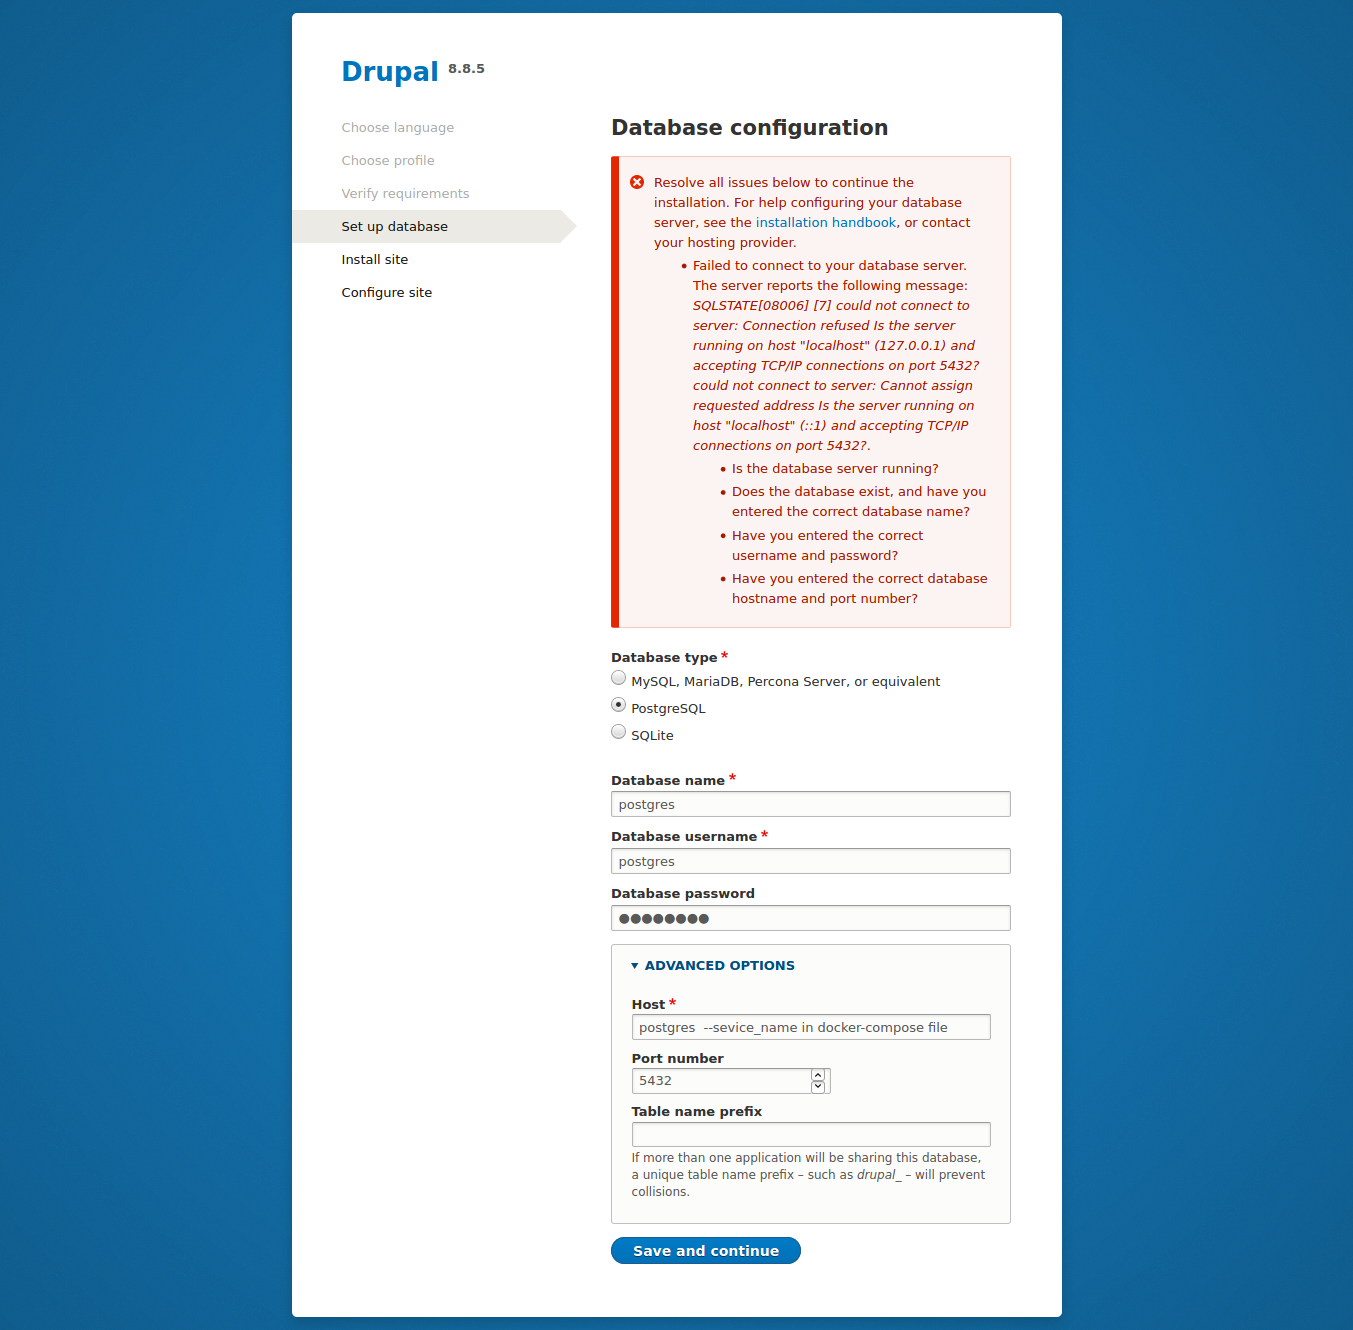 Drupal 8.8.5
Choose language
Choose profile
Verify requirements
Set up database
Install site
Configure site
Database configuration
Resolve all issues below to continue the
installation. For help configuring your database
server, see the installation handbook, or contact
your hosting provider.
• Failed to connect to your database server.
The server reports the following message:
SQLSTATE[08006] [7] could not connect to
server: Connection refused Is the server
running on host "localhost" (127.0.0.1) and
accepting TCP/IP connections on port 5432?
could not connect to server: Cannot assign
requested address Is the server running on
host "localhost" (::1) and accepting TCP/IP
connections on port 5432?.
• Is the database server running?
• Does the database exist, and have you
entered the correct database name?
• Have you entered the correct
username and password?
• Have you entered the correct database
hostname and port number?
Database type *
MySQL, MariaDB, Percona Server, or equivalent
PostgreSQL
SQLite
Database name *
postgres
Database username *
postgres
Database password
●●●●●●●●
▼ ADVANCED OPTIONS
Host *
postgres  --sevice_name in docker-compose file
Port number
5432
Table name prefix
If more than one application will be sharing this database,
a unique table name prefix – such as drupal_ – will prevent
collisions.
Save and continue